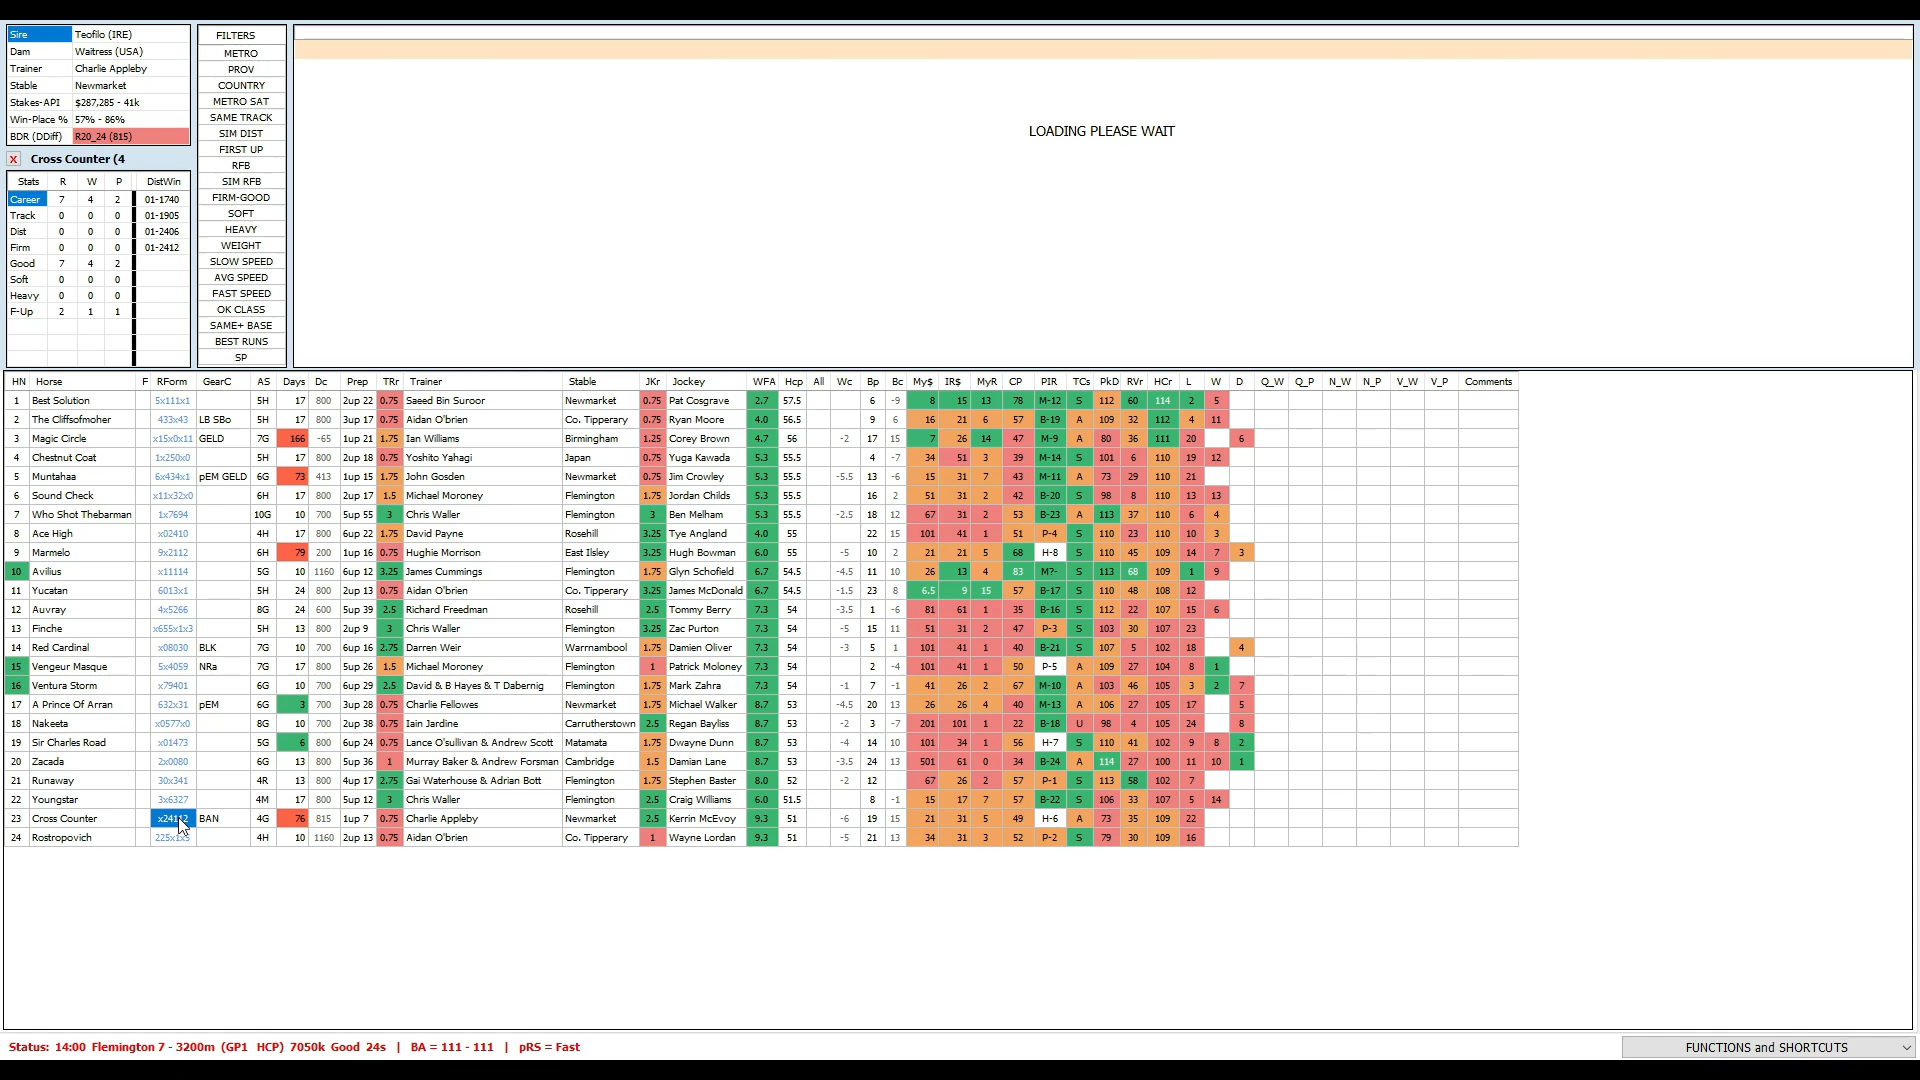 Sire Teofilo (IRE)
Dam Waitress (USA)
Trainer Charlie Appleby
Stable Newmarket
Stakes-API $287,285 - 41k
Win-Place % 57% - 86%
BDR (DDiff) R20_24 (815)
X Cross Counter (4
Stats R W P DistWin
Career 7 4 2 01-1740
Track 0 0 0 01-1905
Dist 0 0 0 01-2406
Firm 0 0 0 01-2412
Good 7 4 2
Soft 0 0 0
Heavy 0 0 0
F-Up 2 1 1
FILTERS
METRO
PROV
COUNTRY
METRO SAT
SAME TRACK
SIM DIST
FIRST UP
RFB
SIM RFB
FIRM-GOOD
SOFT
HEAVY
WEIGHT
SLOW SPEED
AVG SPEED
FAST SPEED
OK CLASS
SAME+ BASE
BEST RUNS
SP
LOADING PLEASE WAIT
HN Horse F RForm GearC AS Days Dc Prep TRr Trainer Stable JKr Jockey WFA Hcp All Wc Bp Bc My$ IR$ MyR CP PIR TCs PkD RVr HCr L W D Q_W Q_P N_W N_P V_W V_P Comments
1 Best Solution 5x111x1 5H 17 800 2up 22 0.75 Saeed Bin Suroor Newmarket 0.75 Pat Cosgrave 2.7 57.5 6 -9 8 15 13 78 M-12 S 112 60 114 2 5
2 The Cliffsofmoher 433x43 LB SBo 5H 17 800 3up 17 0.75 Aidan O'brien Co. Tipperary 0.75 Ryan Moore 4.0 56.5 9 6 16 21 6 57 B-19 A 109 32 112 4 11
3 Magic Circle x15x0x11 GELD 7G 166 -65 1up 21 1.75 Ian Williams Birmingham 1.25 Corey Brown 4.7 56 -2 17 15 7 26 14 47 M-9 A 80 36 111 20 6
4 Chestnut Coat 1x250x0 5H 17 800 2up 18 0.75 Yoshito Yahagi Japan 0.75 Yuga Kawada 5.3 55.5 4 -7 34 51 3 39 M-14 S 101 6 110 19 12
5 Muntahaa 6x434x1 pEM GELD 6G 73 413 1up 15 1.75 John Gosden Newmarket 0.75 Jim Crowley 5.3 55.5 -5.5 13 -6 15 31 7 43 M-11 A 73 29 110 21
6 Sound Check x11x32x0 6H 17 800 2up 17 1.5 Michael Moroney Flemington 1.75 Jordan Childs 5.3 55.5 16 2 51 31 2 42 B-20 S 98 8 110 13 13
7 Who Shot Thebarman 1x7694 10G 10 700 5up 55 3 Chris Waller Flemington 3 Ben Melham 5.3 55.5 -2.5 18 12 67 31 2 53 B-23 A 113 37 110 6 4
8 Ace High x02410 4H 17 800 6up 22 1.75 David Payne Rosehill 3.25 Tye Angland 4.0 55 22 15 101 41 1 51 P-4 S 110 23 110 10 3
9 Marmelo 9x2112 6H 79 200 1up 16 0.75 Hughie Morrison East Ilsley 3.25 Hugh Bowman 6.0 55 -5 10 2 21 21 5 68 H-8 S 110 45 109 14 7 3
10 Avilius x11114 5G 10 1160 6up 12 3.25 James Cummings Flemington 1.75 Glyn Schofield 6.7 54.5 -4.5 11 10 26 13 4 83 M?- S 113 68 109 1 9
11 Yucatan 6013x1 5H 24 800 2up 13 0.75 Aidan O'brien Co. Tipperary 3.25 James McDonald 6.7 54.5 -1.5 23 8 6.5 9 15 57 B-17 S 110 48 108 12
12 Auvray 4x5266 8G 24 600 5up 39 2.5 Richard Freedman Rosehill 2.5 Tommy Berry 7.3 54 -3.5 1 -6 81 61 1 35 B-16 S 112 22 107 15 6
13 Finche x655x1x3 5H 13 800 2up 9 3 Chris Waller Flemington 3.25 Zac Purton 7.3 54 -5 15 11 51 31 2 47 P-3 S 103 30 107 23
14 Red Cardinal x08030 BLK 7G 10 700 6up 16 2.75 Darren Weir Warrnambool 1.75 Damien Oliver 7.3 54 -3 5 1 101 41 1 40 B-21 S 107 5 102 18 4
15 Vengeur Masque 5x4059 NRa 7G 17 800 5up 26 1.5 Michael Moroney Flemington 1 Patrick Moloney 7.3 54 2 -4 101 41 1 50 P-5 A 109 27 104 8 1
16 Ventura Storm x79401 6G 10 700 6up 29 2.5 David & B Hayes & T Dabernig Flemington 1.75 Mark Zahra 7.3 54 -1 7 -1 41 26 2 67 M-10 A 103 46 105 3 2 7
17 A Prince Of Arran 632x31 pEM 6G 3 700 3up 28 0.75 Charlie Fellowes Newmarket 1.75 Michael Walker 8.7 53 -4.5 20 13 26 26 4 40 M-13 A 106 27 105 17 5
18 Nakeeta x0577x0 8G 10 700 2up 38 0.75 Iain Jardine Carrutherstown 2.5 Regan Bayliss 8.7 53 -2 3 -7 201 101 1 22 B-18 U 98 4 105 24 8
19 Sir Charles Road x01473 5G 6 800 6up 24 0.75 Lance O'sullivan & Andrew Scott Matamata 1.75 Dwayne Dunn 8.7 53 -4 14 10 101 34 1 56 H-7 S 110 41 102 9 8 2
20 Zacada 2x0080 6G 13 800 5up 36 1 Murray Baker & Andrew Forsman Cambridge 1.5 Damian Lane 8.7 53 -3.5 24 13 501 61 0 34 B-24 A 114 27 100 11 10 1
21 Runaway 30x341 4R 13 800 4up 17 2.75 Gai Waterhouse & Adrian Bott Flemington 1.75 Stephen Baster 8.0 52 -2 12 67 26 2 57 P-1 S 113 58 102 7
22 Youngstar 3x6327 4M 17 800 5up 12 3 Chris Waller Flemington 2.5 Craig Williams 6.0 51.5 8 -1 15 17 7 57 B-22 S 106 33 107 5 14
23 Cross Counter BAN 4G 76 815 1up 7 0.75 Charlie Appleby Newmarket 2.5 Kerrin McEvoy 9.3 51 -6 19 15 21 31 5 49 H-6 A 73 35 109 22
24 Rostropovich 225x1x5 4H 10 1160 2up 13 0.75 Aidan O'brien Co. Tipperary 1 Wayne Lordan 9.3 51 -5 21 13 34 31 3 52 P-2 S 79 30 109 16
Status: 14:00 Flemington 7 - 3200m (GP1 HCP) 7050k Good 24s | BA = 111 - 111 | pRS = Fast
FUNCTIONS and SHORTCUTS